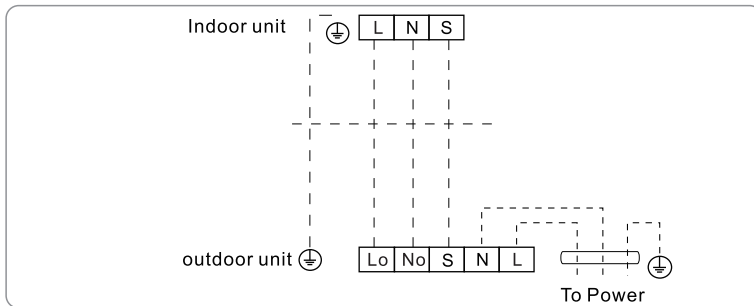 Indoor unit L N S
outdoor unit Lo No S N L
To Power